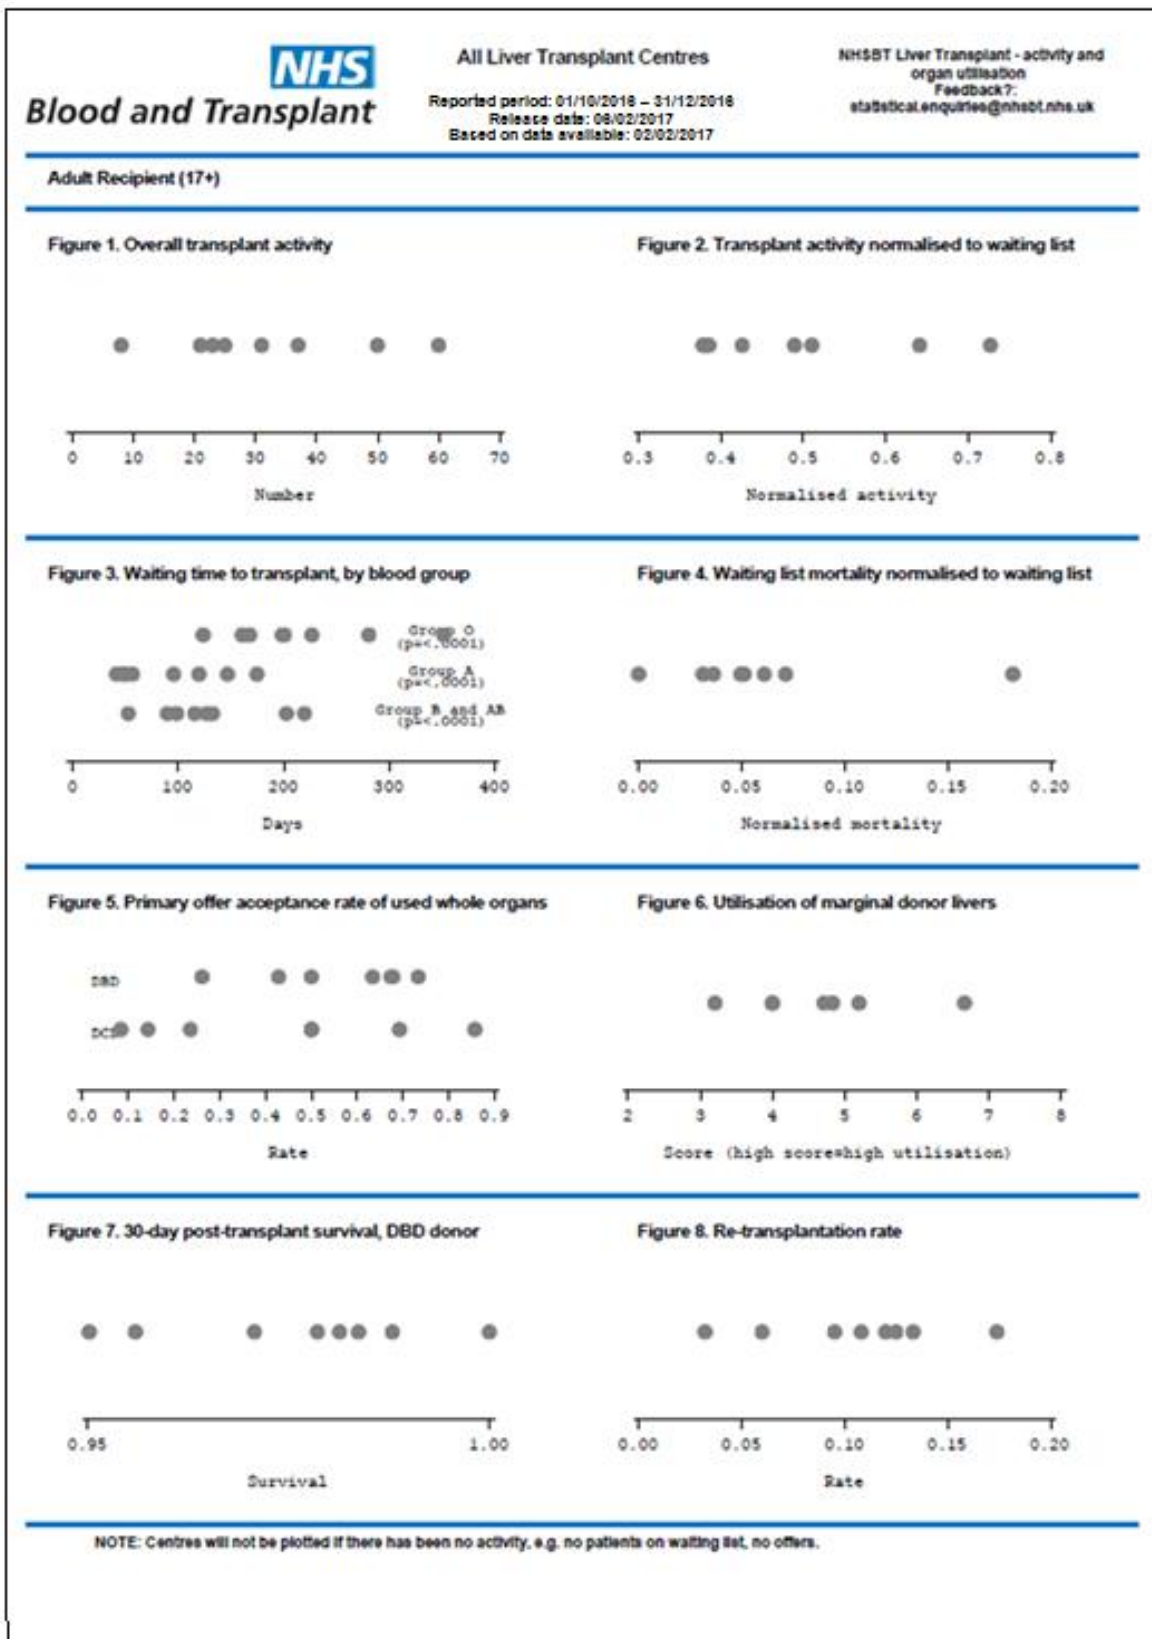 NHS
Blood and Transplant
All Liver Transplant Centres
Reported period: 01/10/2016 – 31/12/2016
Release date: 06/02/2017
Based on data available: 02/02/2017
NHSBT Liver Transplant - activity and
organ utilisation
Feedback?:
statistical.enquiries@nhsbt.nhs.uk
Adult Recipient (17+)
Figure 1. Overall transplant activity
0 10 20 30 40 50 60 70
Number
Figure 2. Transplant activity normalised to waiting list
0.3 0.4 0.5 0.6 0.7 0.8
Normalised activity
Figure 3. Waiting time to transplant, by blood group
Group O
(p=<.0001)
Group A
(p=<.0001)
Group B and AB
(p=<.0001)
0 100 200 300 400
Days
Figure 4. Waiting list mortality normalised to waiting list
0.00 0.05 0.10 0.15 0.20
Normalised mortality
Figure 5. Primary offer acceptance rate of used whole organs
DBD
DCD
0.0 0.1 0.2 0.3 0.4 0.5 0.6 0.7 0.8 0.9
Rate
Figure 6. Utilisation of marginal donor livers
2 3 4 5 6 7 8
Score (high score=high utilisation)
Figure 7. 30-day post-transplant survival, DBD donor
0.95 1.00
Survival
Figure 8. Re-transplantation rate
0.00 0.05 0.10 0.15 0.20
Rate
NOTE: Centres will not be plotted if there has been no activity, e.g. no patients on waiting list, no offers.